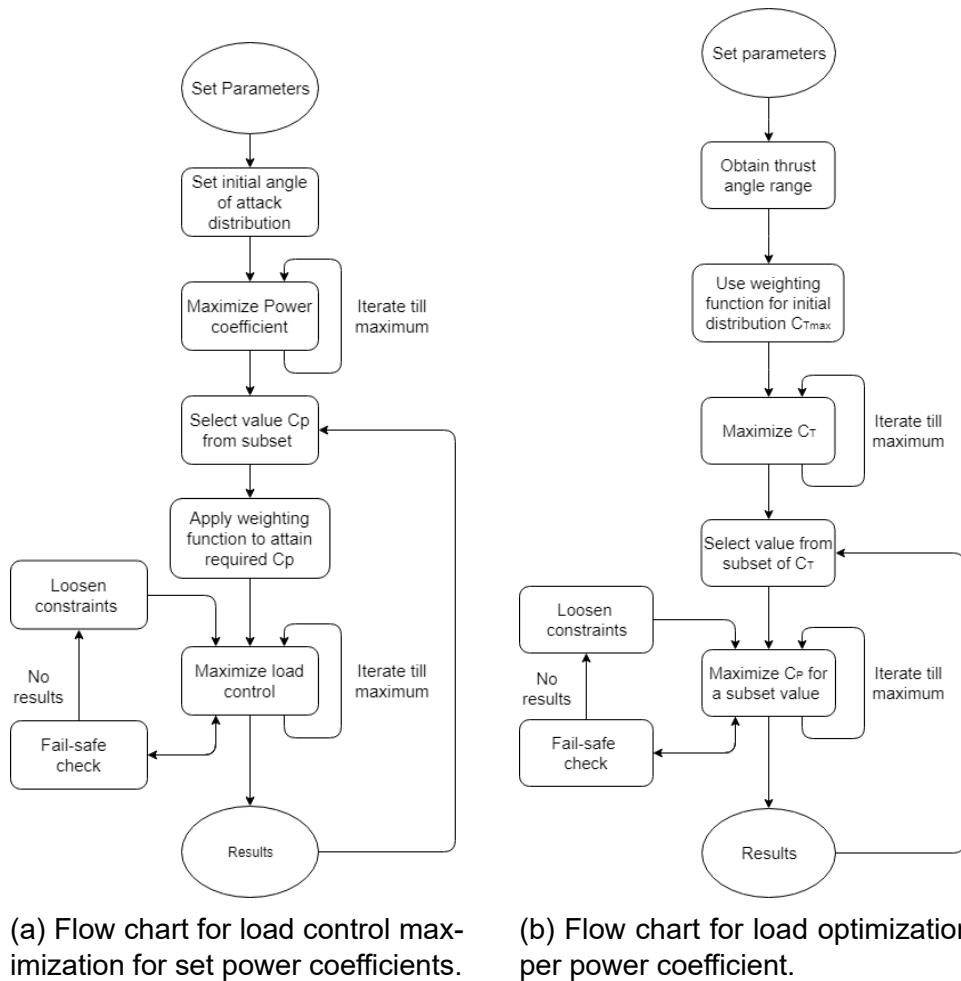 Set Parameters
Set initial angle
of attack
distribution
Maximize Power
coefficient
Iterate till
maximum
Select value Cp
from subset
Apply weighting
function to attain
required Cp
Loosen
constraints
Maximize load
control
Iterate till
maximum
No
results
Fail-safe
check
Results
(a) Flow chart for load control max-
imization for set power coefficients.
Set parameters
Obtain thrust
angle range
Use weighting
function for initial
distribution CTmax
Maximize CT
Iterate till
maximum
Select value from
subset of CT
Loosen
constraints
Maximize CP for
a subset value
Iterate till
maximum
No
results
Fail-safe
check
Results
(b) Flow chart for load optimization
per power coefficient.